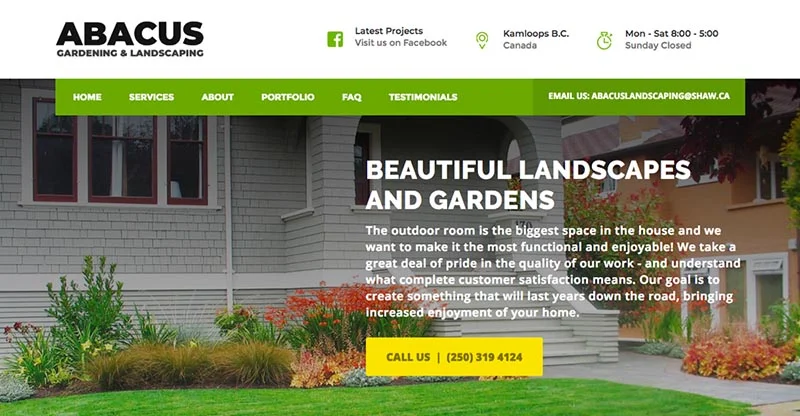 ABACUS
GARDENING & LANDSCAPING
Latest Projects
Visit us on Facebook
Kamloops B.C.
Canada
Mon - Sat 8:00 - 5:00
Sunday Closed
HOME SERVICES ABOUT PORTFOLIO FAQ TESTIMONIALS EMAIL US: ABACUSLANDSCAPING@SHAW.CA
BEAUTIFUL LANDSCAPES
AND GARDENS
The outdoor room is the biggest space in the house and we
want to make it the most functional and enjoyable! We take a
great deal of pride in the quality of our work - and understand
what complete customer satisfaction means. Our goal is to
create something that will last years down the road, bringing
increased enjoyment of your home.
CALL US | (250) 319 4124